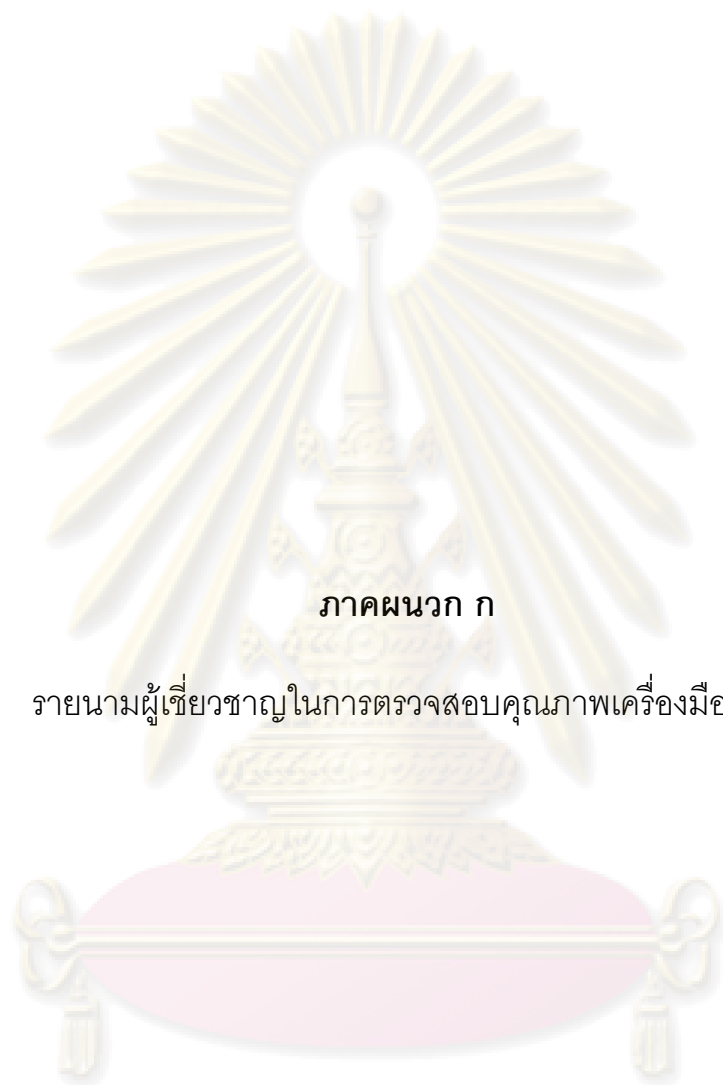 ภาคผนวก ก
รายนามผู้เชี่ยวชาญในการตรวจสอบคุณภาพเครื่องมือ